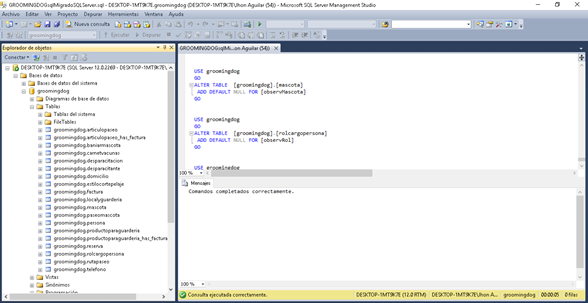 GROOMINGDOGsqlMigradoSQLServer.sql - DESKTOP-1MT9K7E.groomingdog (DESKTOP-1MT9K7E\Jhon Aguilar (54)) - Microsoft SQL Server Management Studio
Archivo Editar Ver Proyecto Depurar Herramientas Ventana Ayuda
Nueva consulta
groomingdog Ejecutar Depurar
Explorador de objetos
Conectar
DESKTOP-1MT9K7E (SQL Server 12.0.2269 - DESKTOP-1MT9K7E
Bases de datos
Bases de datos del sistema
groomingdog
Diagramas de base de datos
Tablas
Tablas del sistema
FileTables
groomingdog.articulopaseo
groomingdog.articulopaseo_has_factura
groomingdog.baniarmascota
groomingdog.carnetvacunas
groomingdog.desparacitacion
groomingdog.desparacitante
groomingdog.domicilio
groomingdog.estilocortepelaje
groomingdog.factura
groomingdog.localyguarderia
groomingdog.mascota
groomingdog.paseomascota
groomingdog.persona
groomingdog.productoparaguarderia
groomingdog.productoparaguarderia_has_factura
groomingdog.reserva
groomingdog.rolcargopersona
groomingdog.rutapaseo
groomingdog.telefono
Vistas
Sinónimos
Programación
GROOMINGDOGsqlMi...on Aguilar (54))
USE groomingdog
GO
ALTER TABLE [groomingdog].[mascota]
ADD DEFAULT NULL FOR [observMascota]
GO
USE groomingdog
GO
ALTER TABLE [groomingdog].[rolcargopersona]
ADD DEFAULT NULL FOR [observRol]
GO
USE groomingdog
100 %
Mensajes
Comandos completados correctamente.
100 %
Consulta ejecutada correctamente. DESKTOP-1MT9K7E (12.0 RTM) DESKTOP-1MT9K7E\Jhon A... groomingdog 00:00:05 0 filas